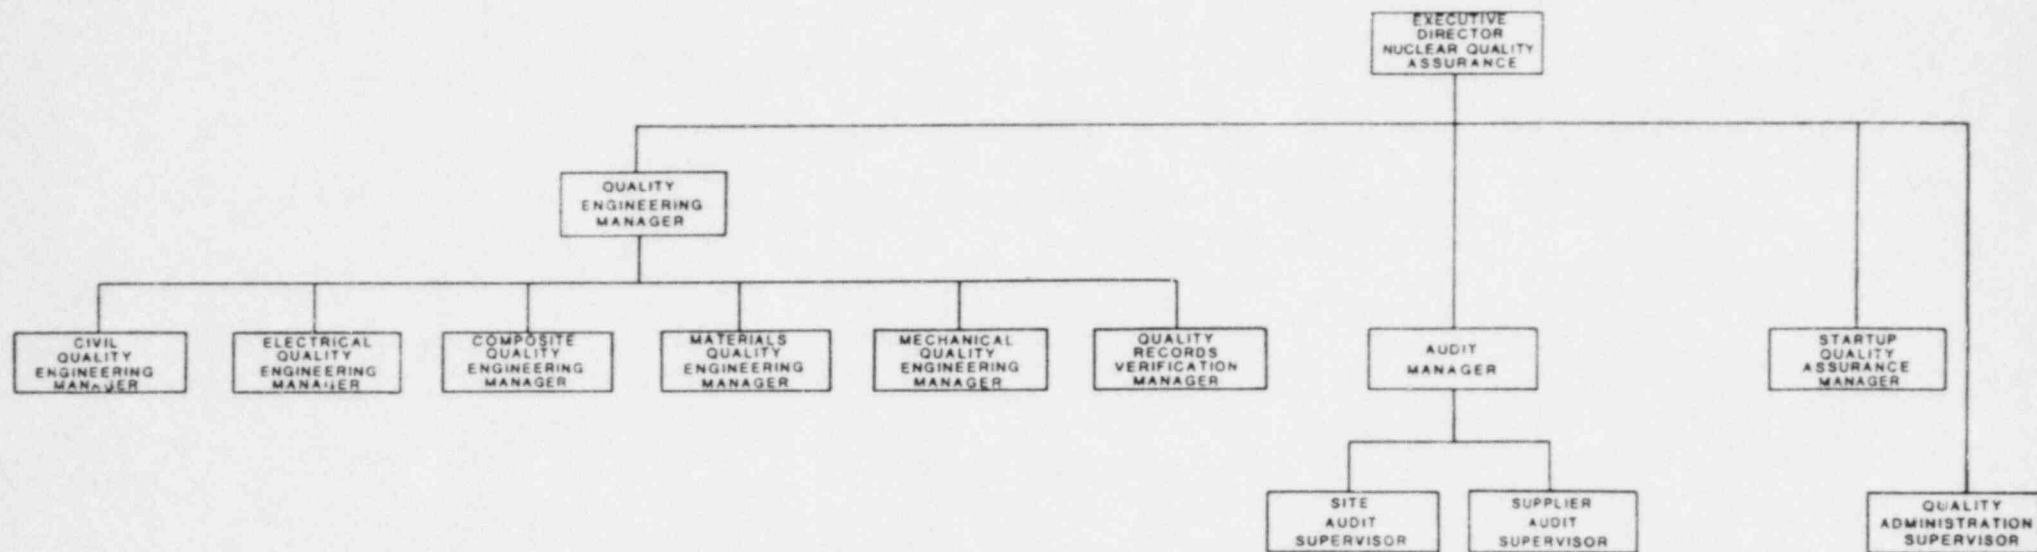 EXECUTIVE
DIRECTOR
NUCLEAR QUALITY
ASSURANCE
QUALITY
ENGINEERING
MANAGER
CIVIL
QUALITY
ENGINEERING
MANAGER
ELECTRICAL
QUALITY
ENGINEERING
MANAGER
COMPOSITE
QUALITY
ENGINEERING
MANAGER
MATERIALS
QUALITY
ENGINEERING
MANAGER
MECHANICAL
QUALITY
ENGINEERING
MANAGER
QUALITY
RECORDS
VERIFICATION
MANAGER
AUDIT
MANAGER
STARTUP
QUALITY
ASSURANCE
MANAGER
SITE
AUDIT
SUPERVISOR
SUPPLIER
AUDIT
SUPERVISOR
QUALITY
ADMINISTRATION
SUPERVISOR